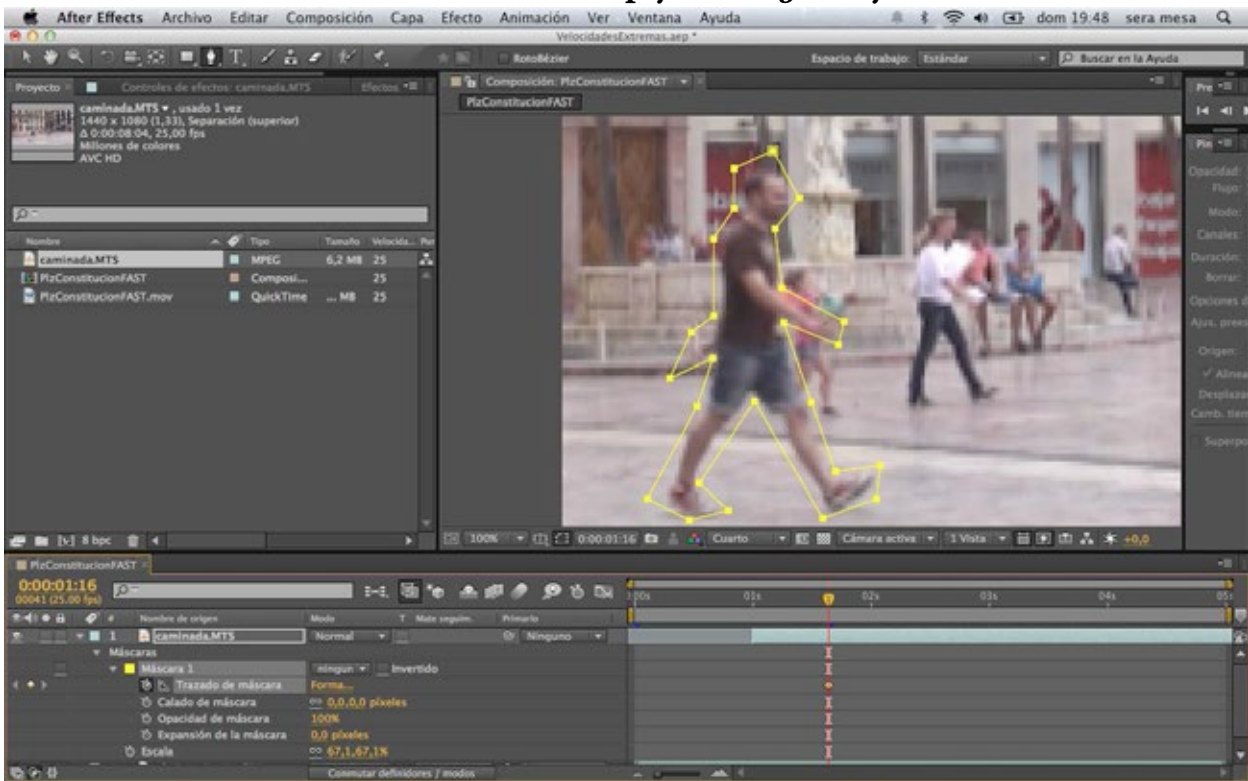 After Effects Archivo Editar Composición Capa Efecto Animación Ver Ventana Ayuda dom 19:48 sera mesa
VelocidadesExtremas.aep *
RotoBézier Espacio de trabajo: Estándar Buscar en la Ayuda
Proyecto Controles de efectos: caminada.MTS Efectos
Composición: PlzConstitucionFAST
PlzConstitucionFAST
caminada.MTS , usado 1 vez
1440 x 1080 (1,33), Separación (superior)
Δ 0:00:08:04, 25,00 fps
Millones de colores
AVC HD
Nombre Tipo Tamaño Velocida...
caminada.MTS MPEG 6,2 MB 25
PlzConstitucionFAST Composi... 25
PlzConstitucionFAST.mov QuickTime ... MB 25
Pre
Pin
Opacidad:
Flujo:
Modo:
Canales:
Duración:
Borrar:
Opciones d
Ajus. prees
Origen:
Alinea
Desplaza
Camb. tiem
Superpo
8 bpc
100% 0:00:01:16 Cuarto Cámara activa 1 Vista +0,0
PlzConstitucionFAST
0:00:01:16
00041 (25.00 fps)
01s 02s 03s 04s
# Nombre de origen Modo T Mate seguim. Primario
1 caminada.MTS Normal Ninguno
Máscaras
Máscara 1 ningun Invertido
Trazado de máscara Forma...
Calado de máscara 0,0,0,0 píxeles
Opacidad de máscara 100%
Expansión de la máscara 0,0 píxeles
Escala 67,1,67,1%
Conmutar definidores / modos